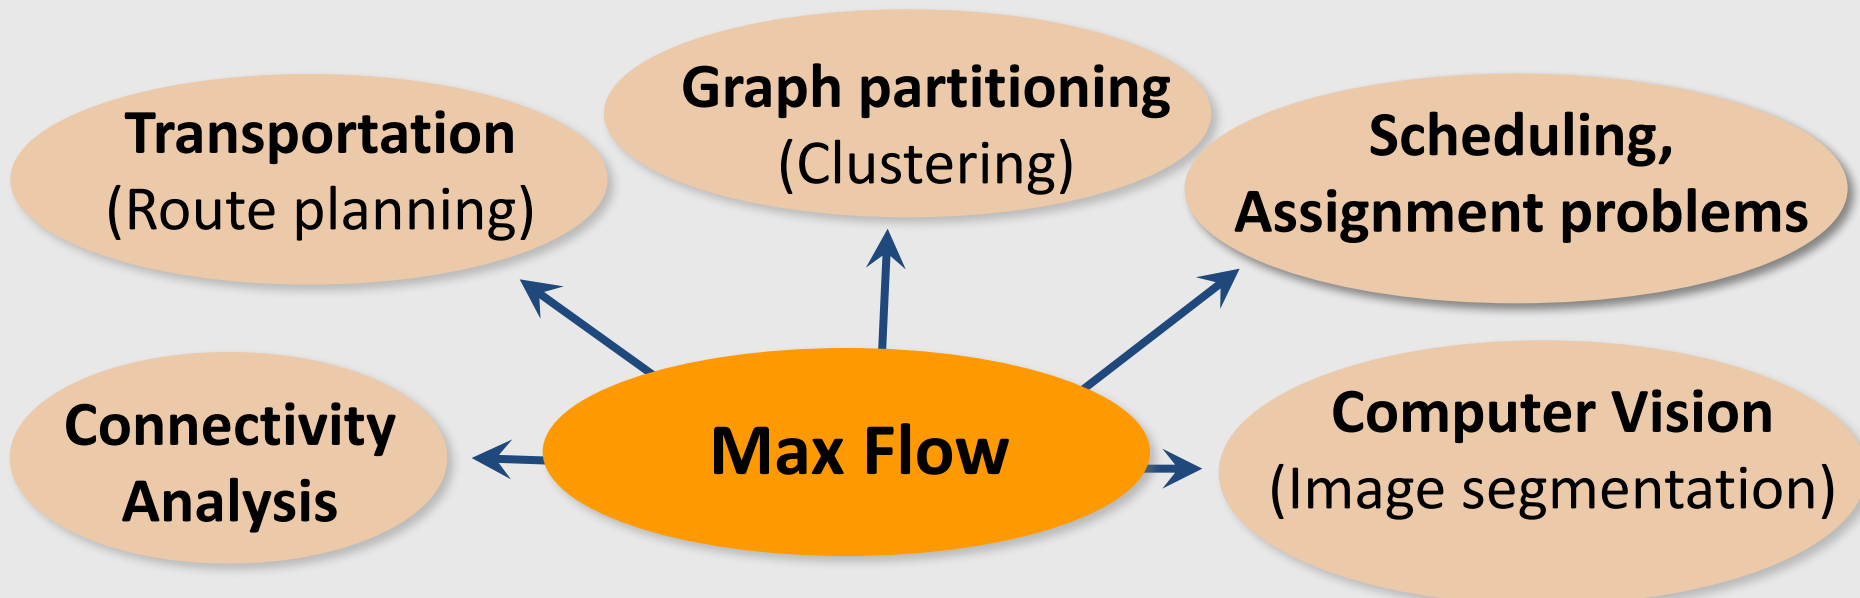 Transportation
(Route planning)
Graph partitioning
(Clustering)
Scheduling,
Assignment problems
Connectivity
Analysis
Max Flow
Computer Vision
(Image segmentation)